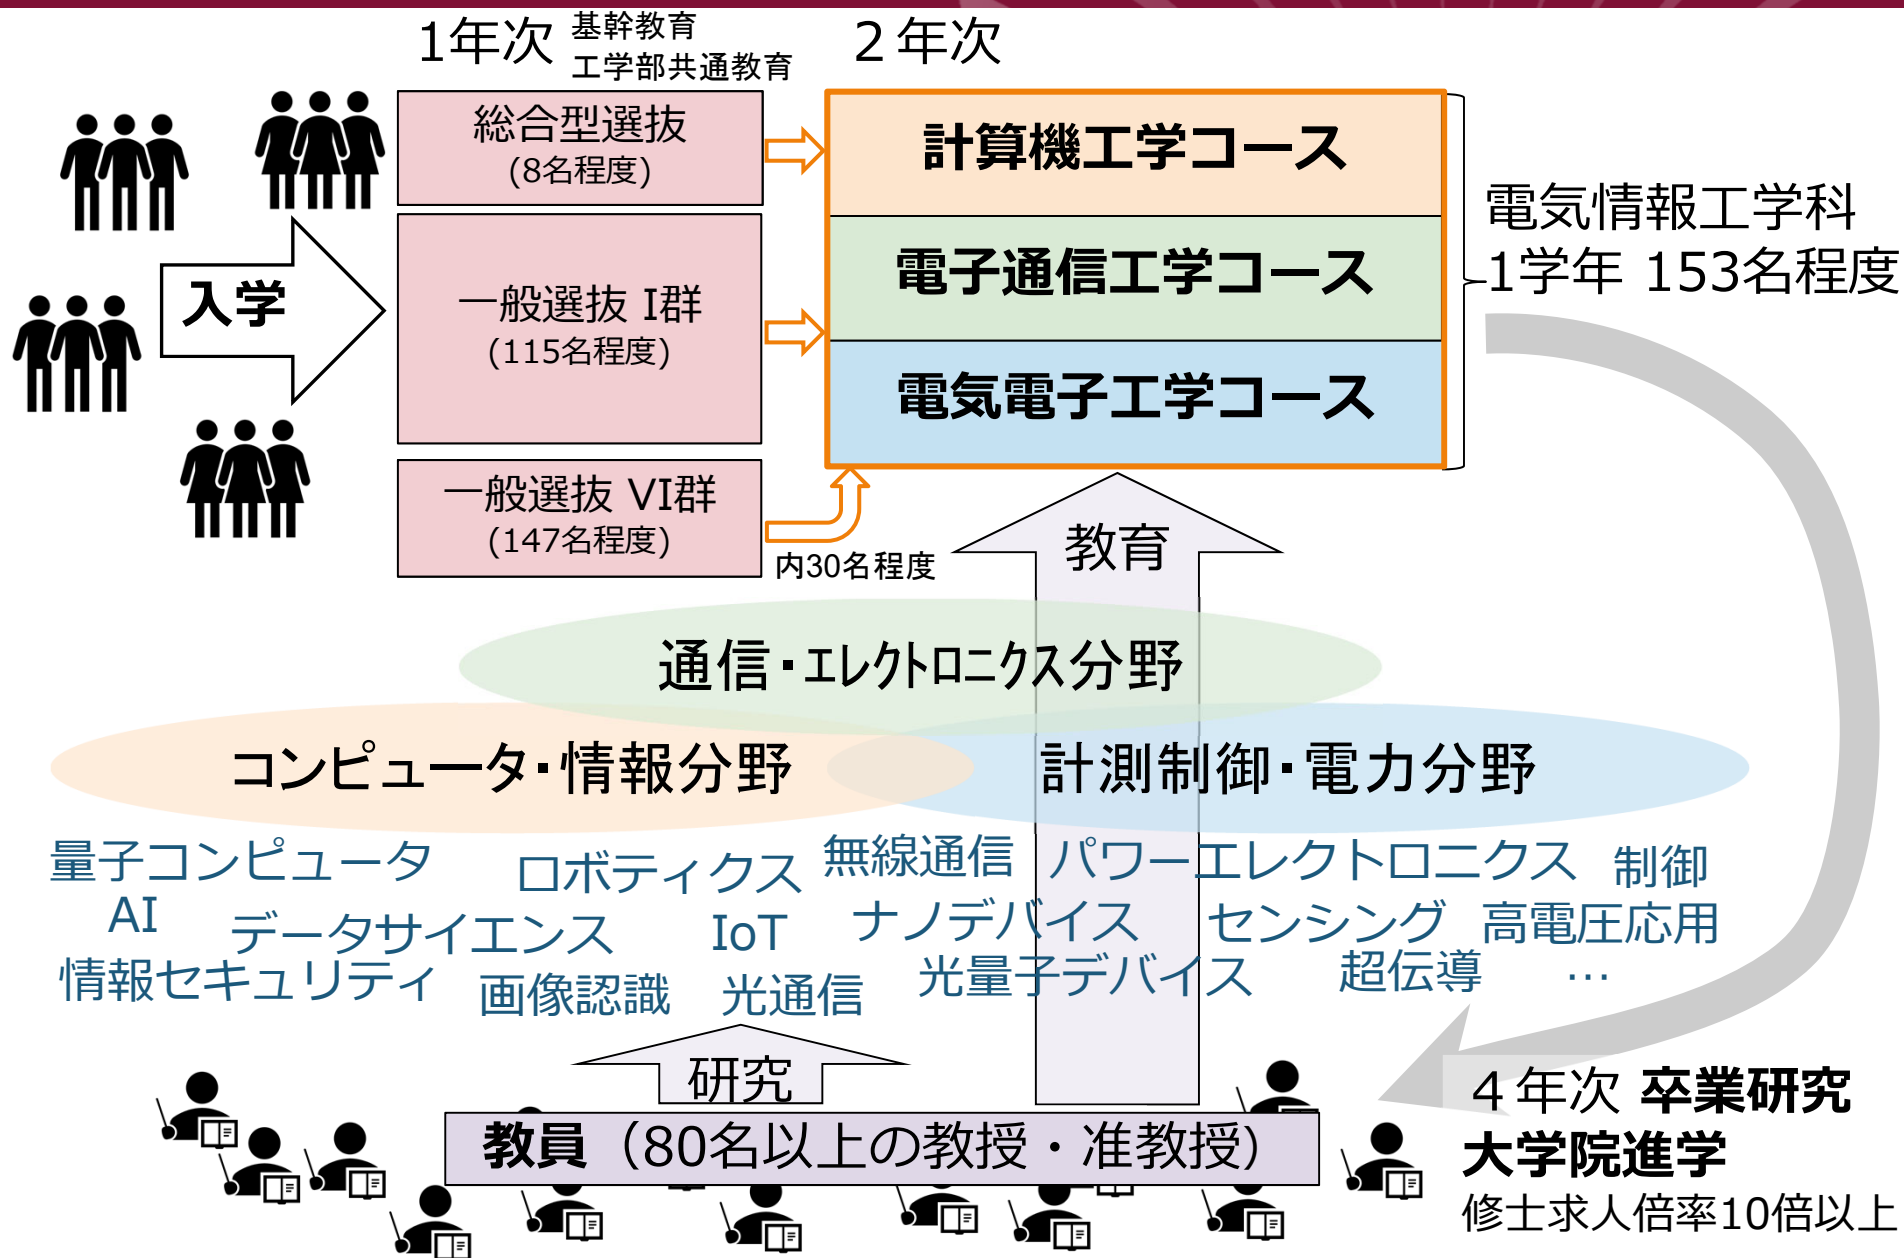 1年次 基幹教育
工学部共通教育
２年次
総合型選抜
(8名程度)
一般選抜 I群
(115名程度)
一般選抜 VI群
(147名程度)
入学
計算機工学コース
電子通信工学コース
電気電子工学コース
電気情報工学科
1学年 153名程度
内30名程度
教育
通信・エレクトロニクス分野
コンピュータ・情報分野
計測制御・電力分野
量子コンピュータ
ロボティクス
無線通信
パワーエレクトロニクス
制御
AI
データサイエンス
IoT
ナノデバイス
センシング
高電圧応用
情報セキュリティ
画像認識
光通信
光量子デバイス
超伝導
…
研究
教員（80名以上の教授・准教授）
４年次 卒業研究
大学院進学
修士求人倍率10倍以上